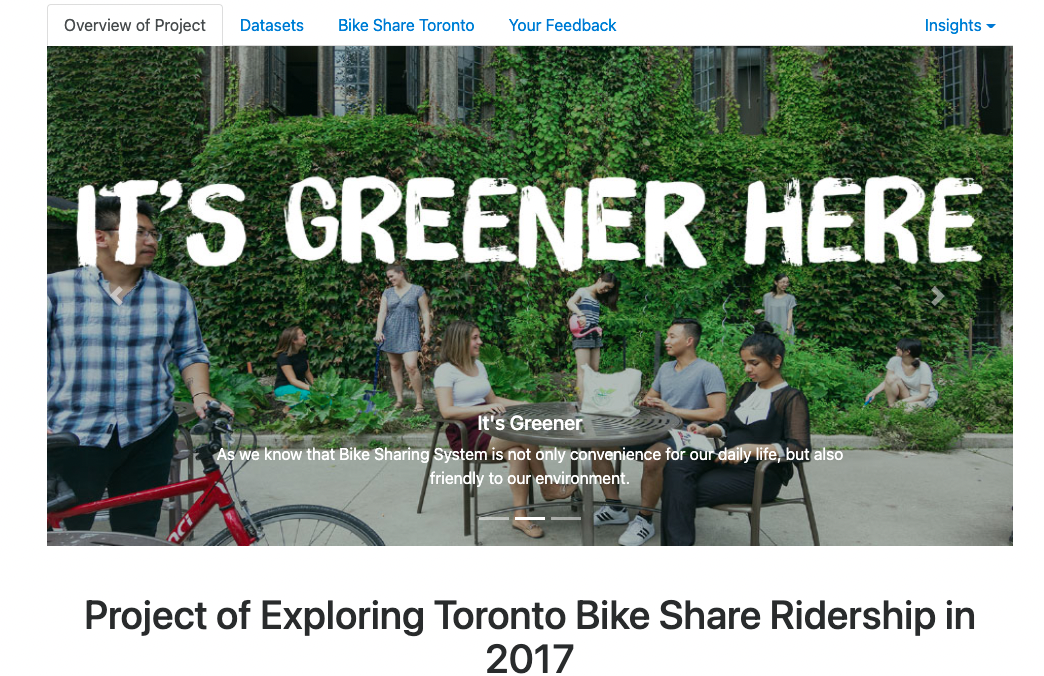 Overview of Project
Datasets
Bike Share Toronto
Your Feedback
Insights
IT'S GREENER HERE
It's Greener
As we know that Bike Sharing System is not only convenience for our daily life, but also
friendly to our environment.
Project of Exploring Toronto Bike Share Ridership in
2017